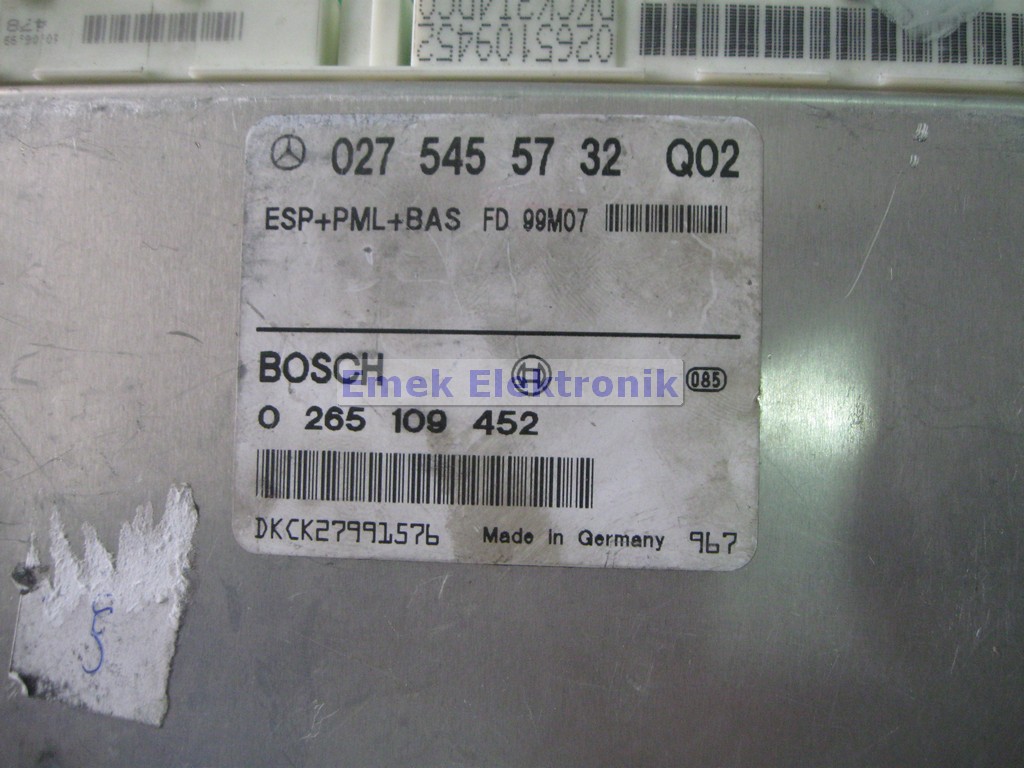 478
0265109452
027 545 57 32 Q02
ESP+PML+BAS FD 99M07
BOSCH
085
Emek Elektronik
0 265 109 452
DKCK27991576 Made in Germany 967